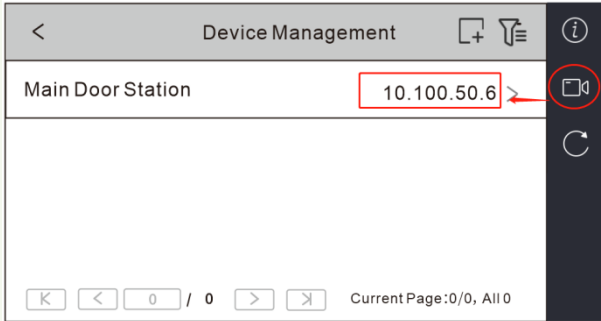 Device Management
Main Door Station 10.100.50.6
0 / 0 Current Page:0/0, All 0